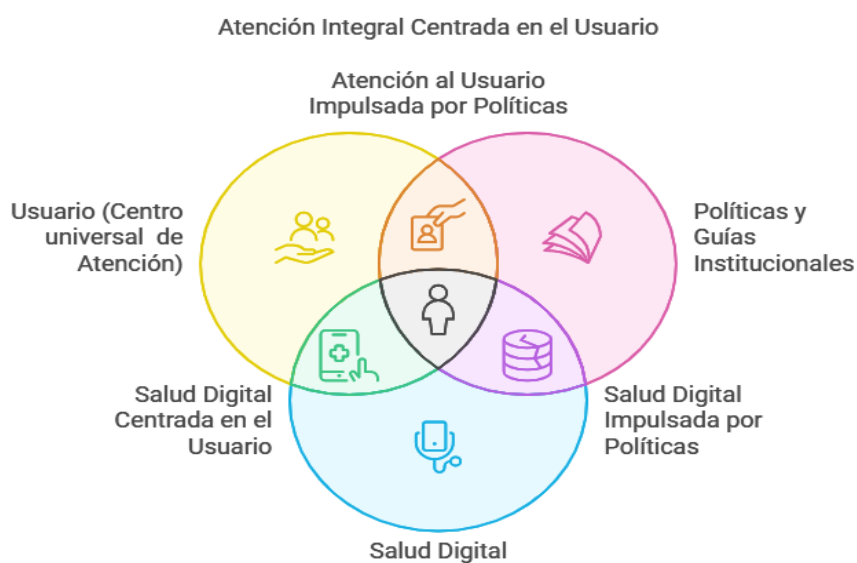 Atención Integral Centrada en el Usuario
Atención al Usuario
Impulsada por Políticas
Usuario (Centro
universal de
Atención)
Políticas y
Guías
Institucionales
Salud Digital
Centrada en el
Usuario
Salud Digital
Impulsada por
Políticas
Salud Digital